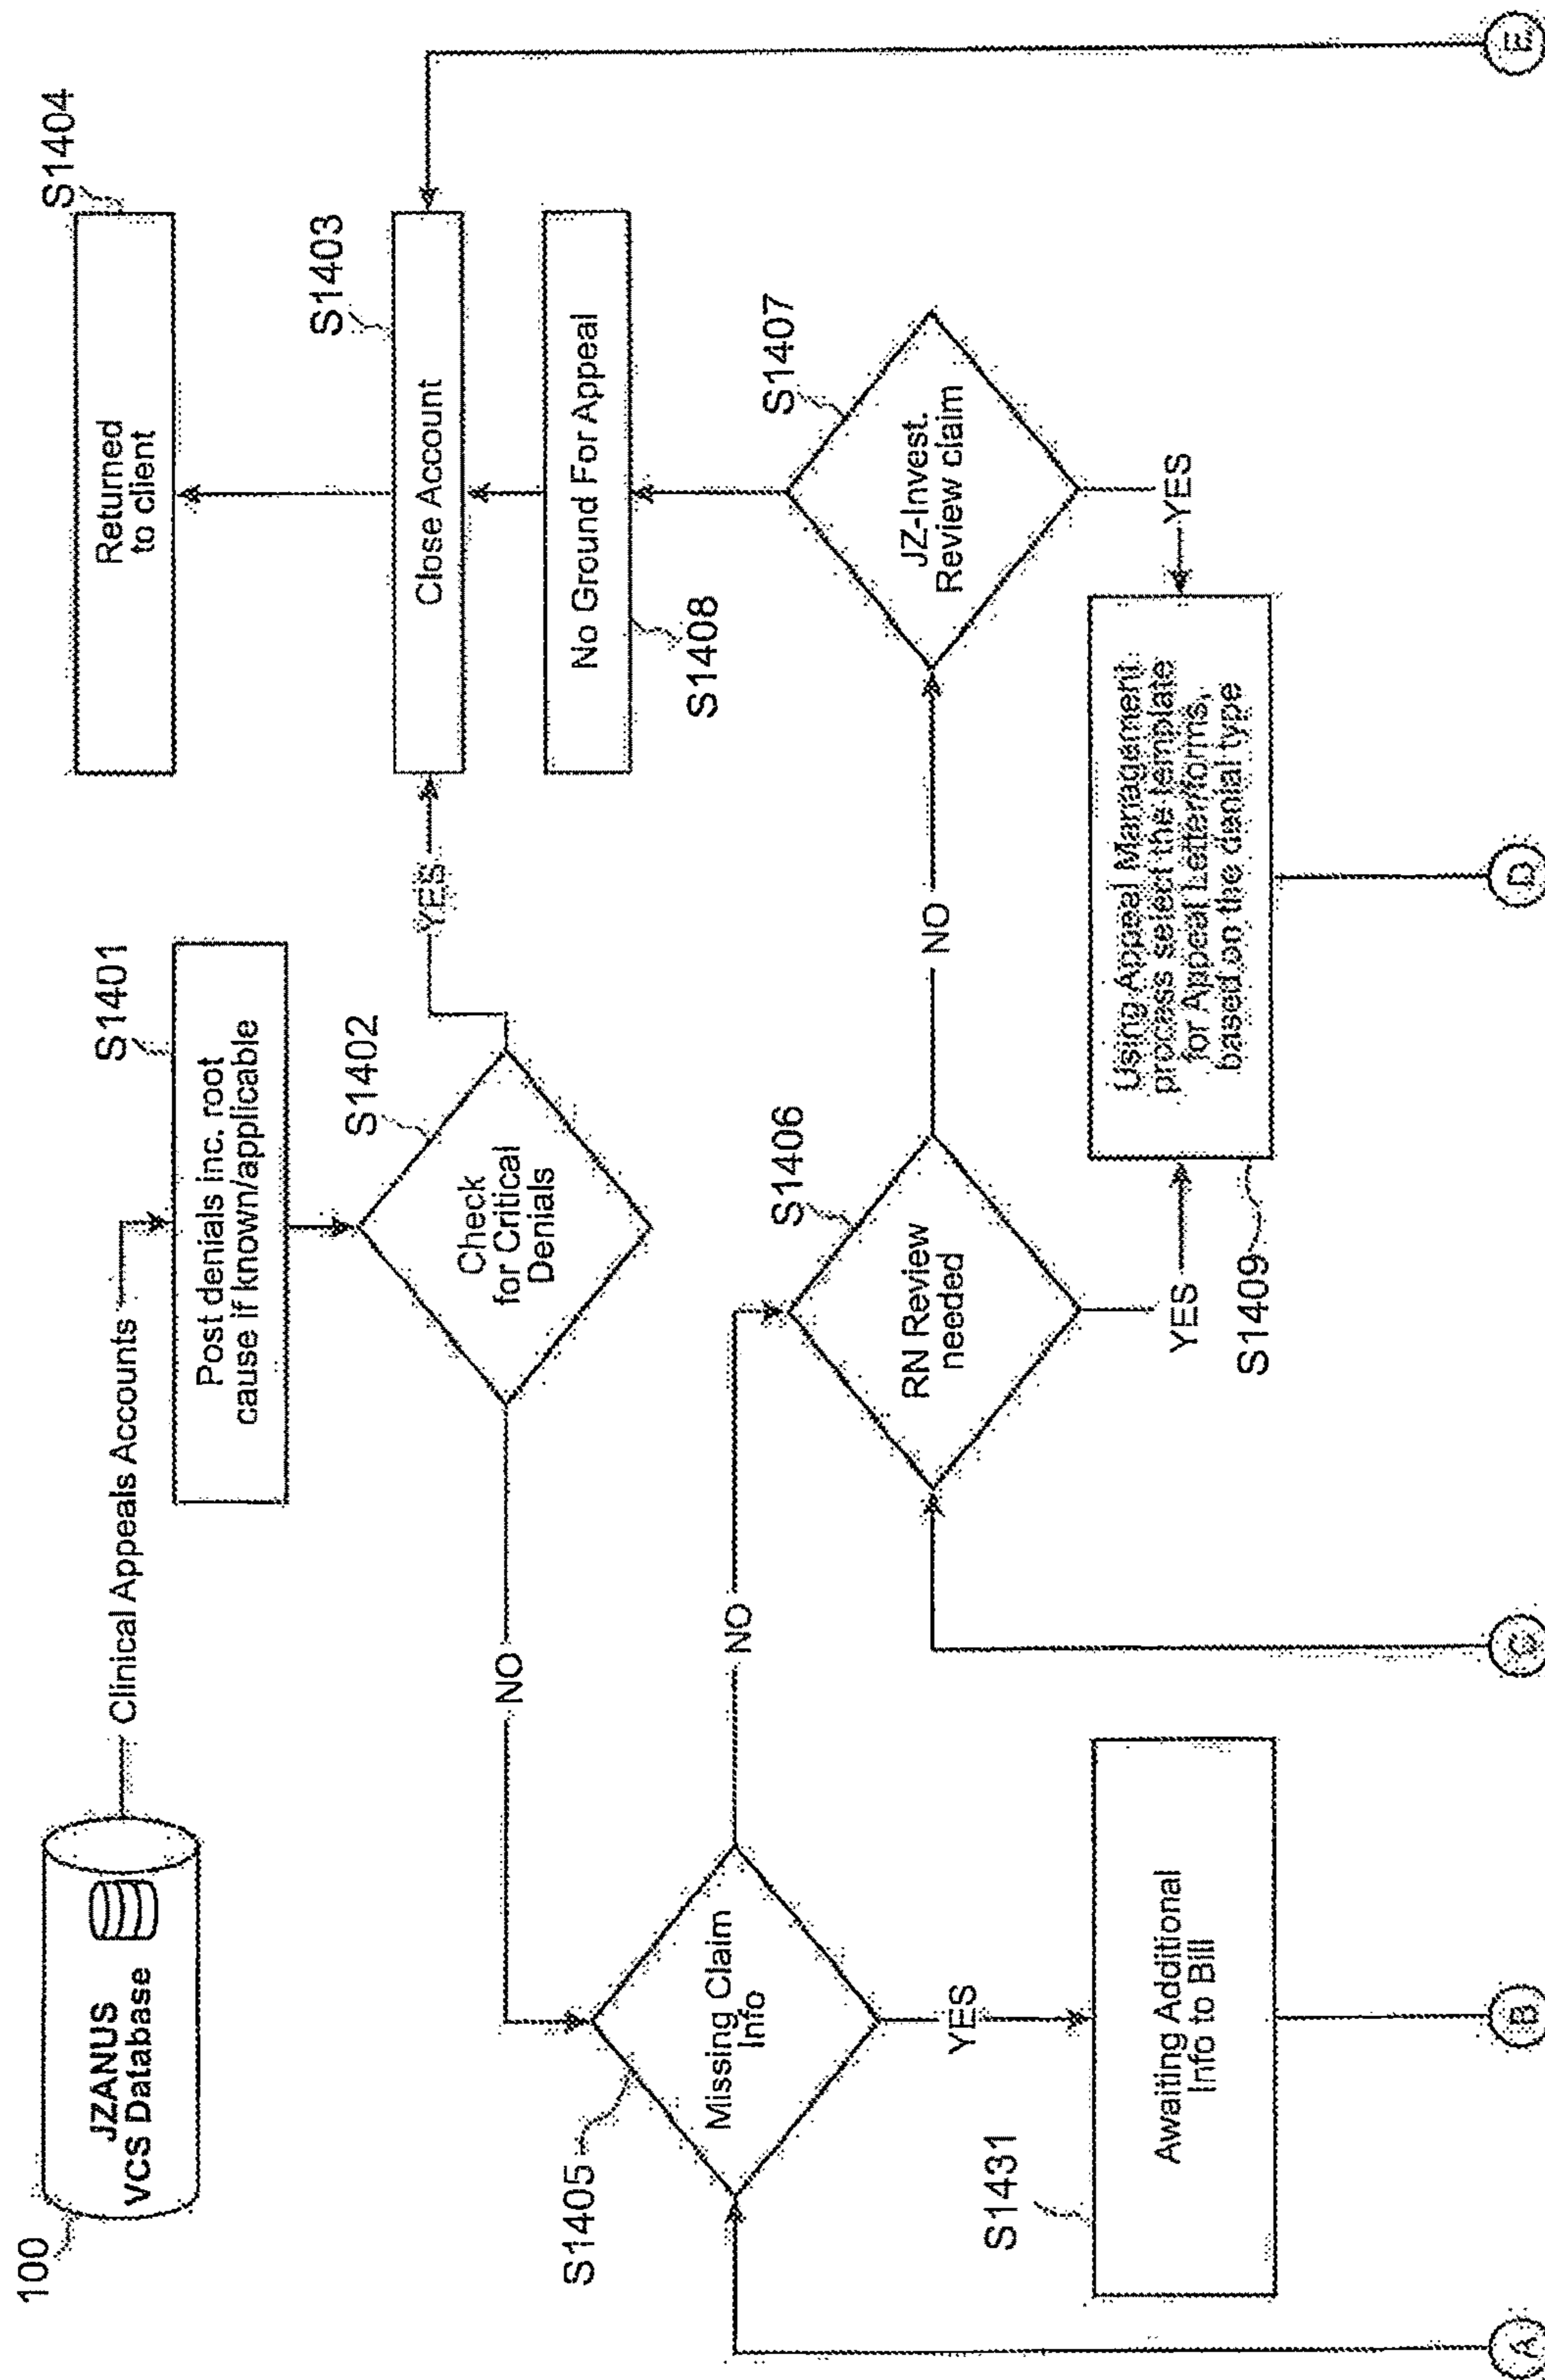 100
JZANUS
VCS Database
Clinical Appeals Accounts
S1401
Post denials inc. root
cause if known/applicable
S1402
Check
for Critical
Denials
YES
NO
S1404
Returned
to client
S1403
Close Account
No Ground For Appeal
S1408
S1405
Missing Claim
Info
NO
YES
S1406
RN Review
needed
NO
YES
S1407
JZ-Invest.
Review claim
YES
S1431
Awaiting Additional
Info to Bill
Using Appeal Management
process select the template
for Appeal Letter/forms,
based on the denial type
S1409
A
B
C
D
E